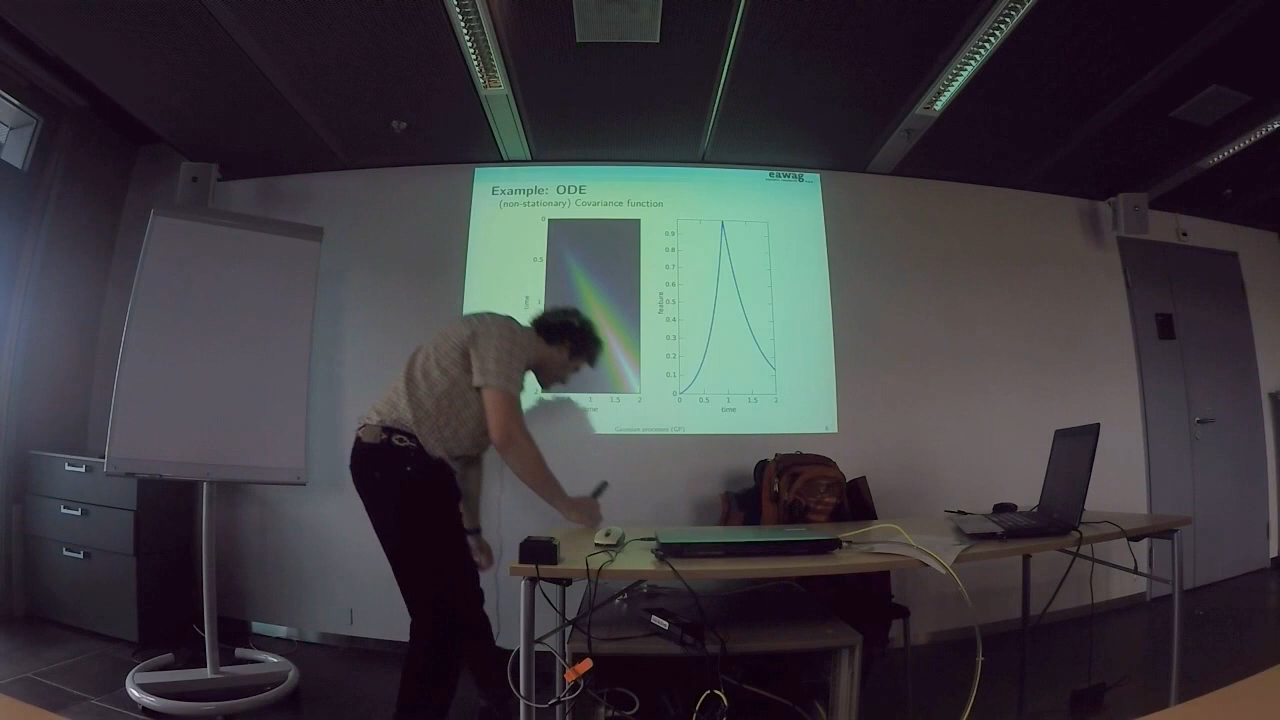 eawag
Example: ODE
(non-stationary) Covariance function
0
0.5
1
time
1 1.5 2
0.9
0.8
0.7
0.6
0.5
0.4
0.3
0.2
0.1
0
feature
0 0.5 1 1.5 2
time
Gaussian processes (GP)